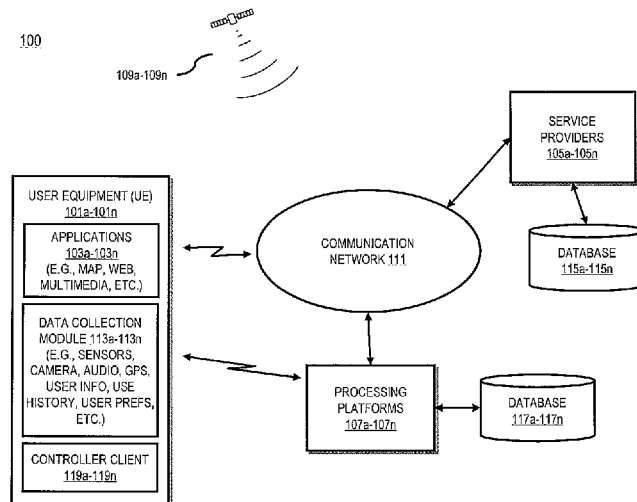 100
109a-109n
SERVICE
PROVIDERS
105a-105n
USER EQUIPMENT (UE)
101a-101n
APPLICATIONS
103a-103n
(E.G., MAP, WEB,
MULTIMEDIA, ETC.)
COMMUNICATION
NETWORK 111
DATABASE
115a-115n
DATA COLLECTION
MODULE 113a-113n
(E.G., SENSORS,
CAMERA, AUDIO, GPS,
USER INFO, USE
HISTORY, USER PREFS,
ETC.)
PROCESSING
PLATFORMS
107a-107n
DATABASE
117a-117n
CONTROLLER CLIENT
119a-119n